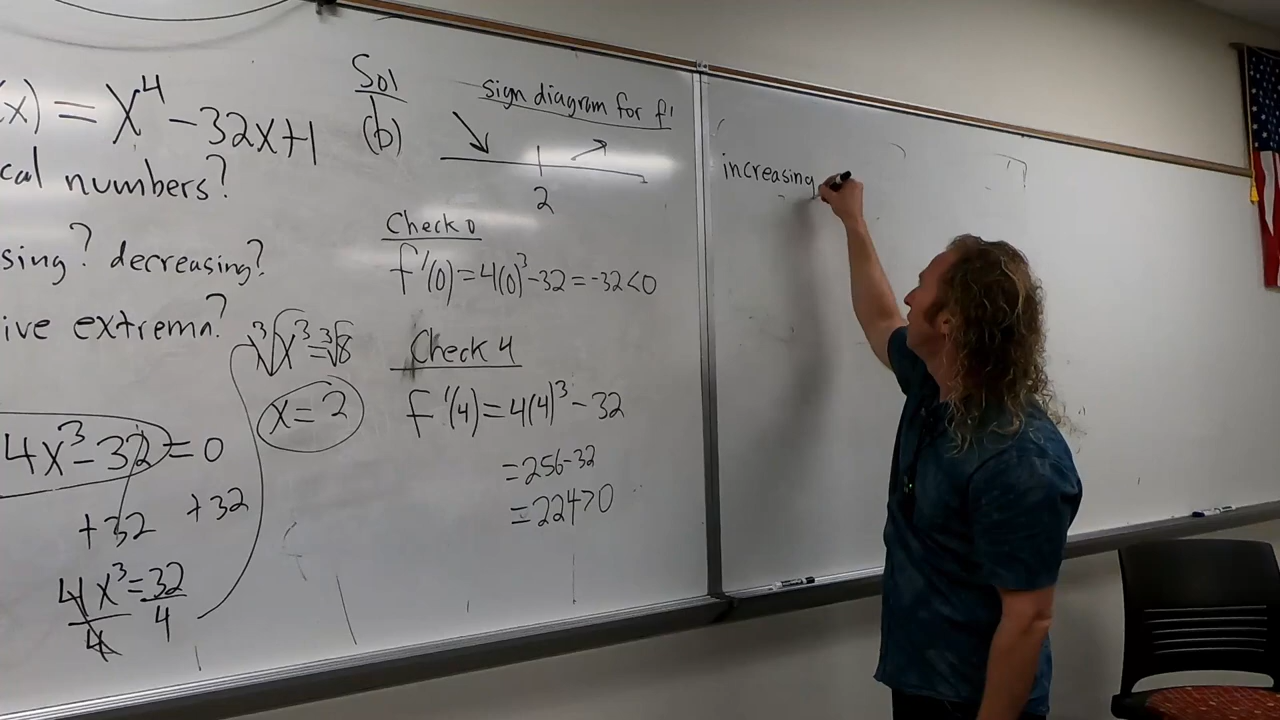 (x) = x⁴ - 32x + 1
cal numbers?
sing? decreasing?
ive extrema?
4x³ - 32 = 0
+32 +32
4x³ = 32
4 4
³√x³ = ³√8
x = 2
Sol
(b)
sign diagram for f'
2
Check 0
f'(0) = 4(0)³ - 32 = -32 < 0
Check 4
f'(4) = 4(4)³ - 32
= 256 - 32
= 224 > 0
increasing